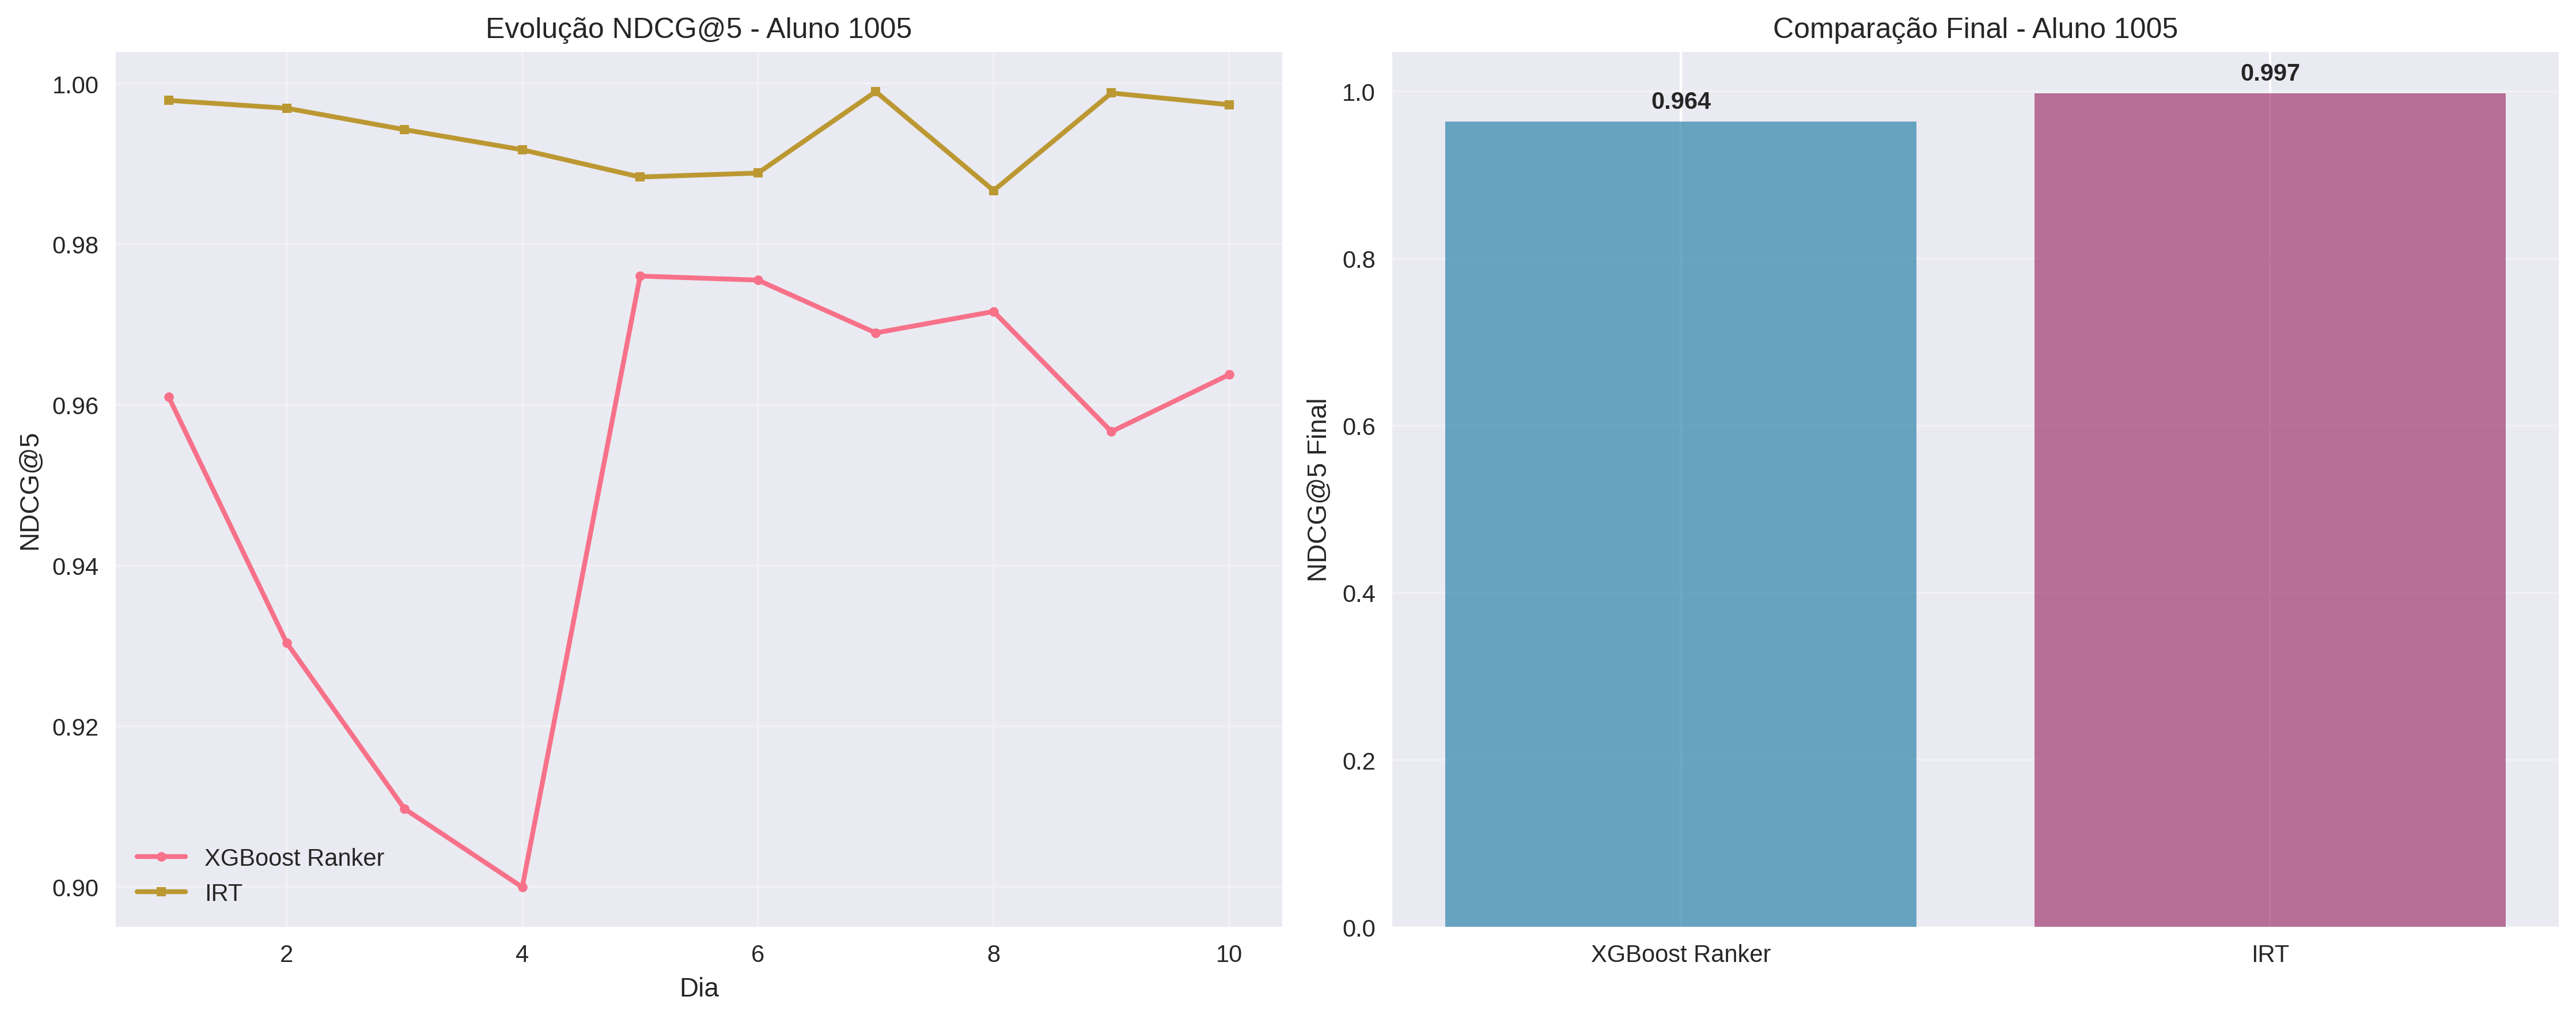 Evolução NDCG@5 - Aluno 1005
NDCG@5
1.00
0.98
0.96
0.94
0.92
0.90
XGBoost Ranker
IRT
2
4
6
8
10
Dia
Comparação Final - Aluno 1005
NDCG@5 Final
1.0
0.8
0.6
0.4
0.2
0.0
0.964
0.997
XGBoost Ranker
IRT